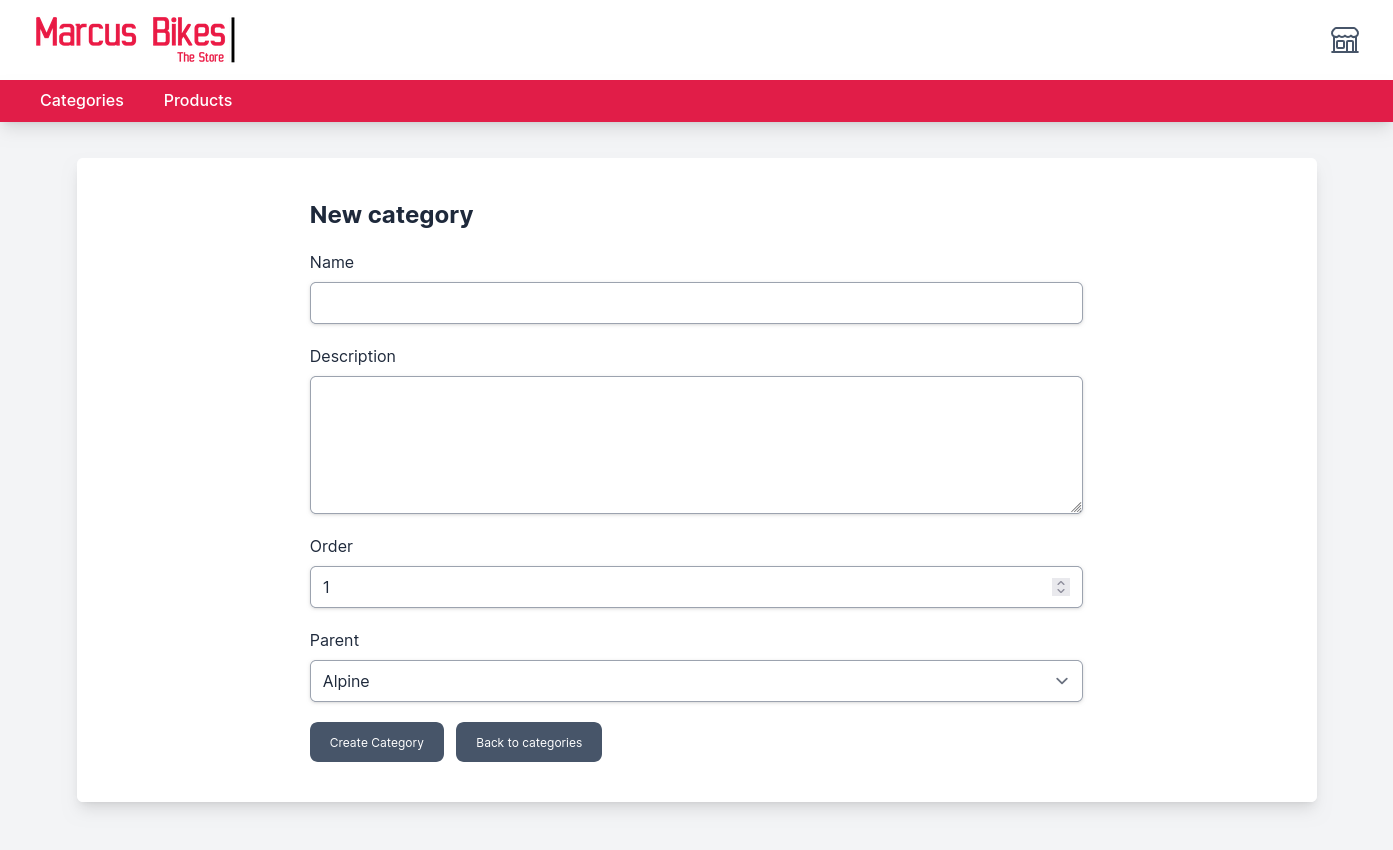 Marcus Bikes
The Store
Categories Products
New category
Name
Description
Order
1
Parent
Alpine
Create Category Back to categories